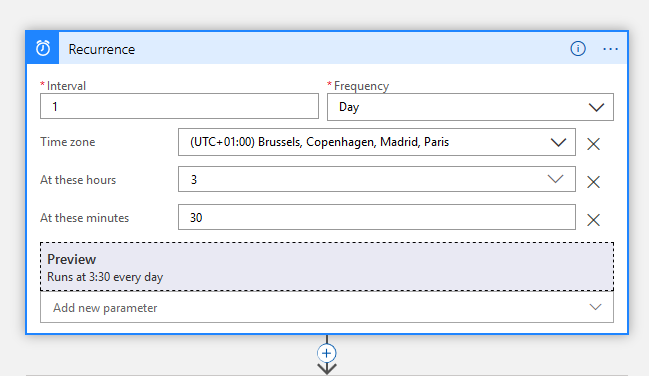 Recurrence
* Interval
* Frequency
1
Day
Time zone
(UTC+01:00) Brussels, Copenhagen, Madrid, Paris
At these hours
3
At these minutes
30
Preview
Runs at 3:30 every day
Add new parameter